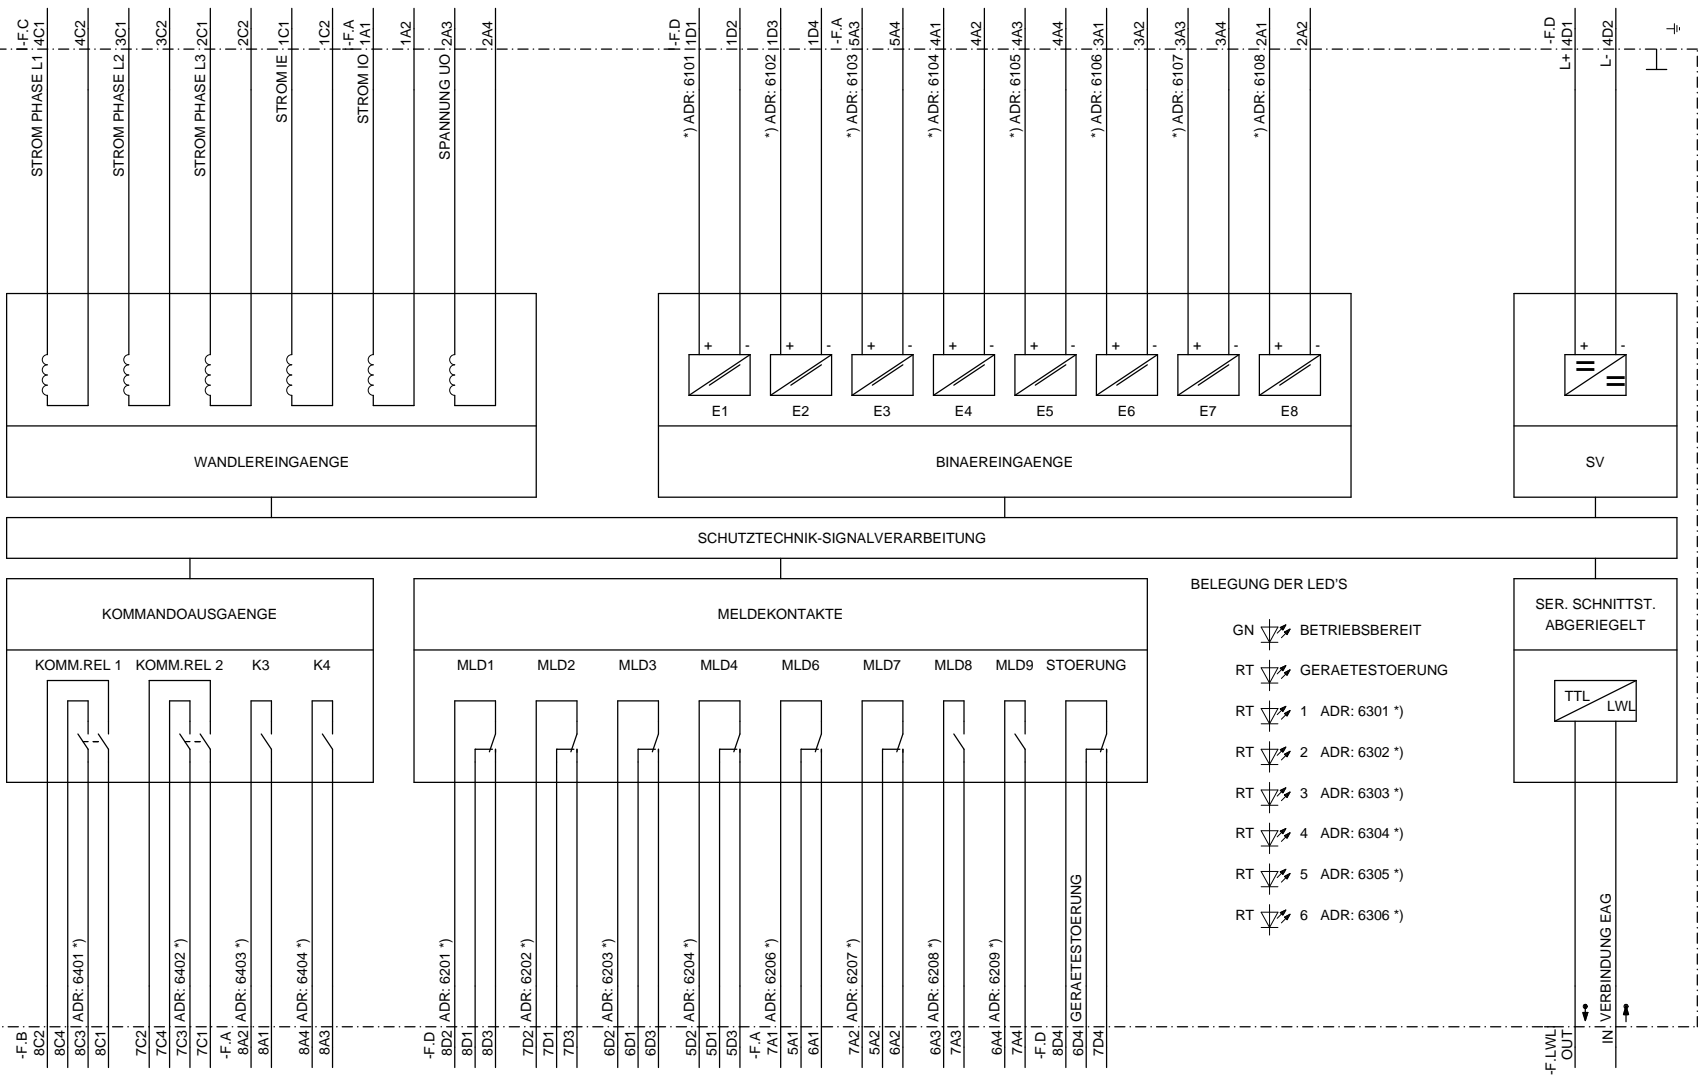 -F.C
4C1
4C2
3C1
3C2
2C1
2C2
1C1
1C2
-F.A
1A1
1A2
2A3
2A4
-F.D
1D1
1D2
1D3
1D4
-F.A
5A3
5A4
4A1
4A2
4A3
4A4
3A1
3A2
3A3
3A4
2A1
2A2
-F.D
4D1
4D2
STROM PHASE L1
STROM PHASE L2
STROM PHASE L3
STROM IE
STROM IO
SPANNUNG UO
*) ADR: 6101
*) ADR: 6102
*) ADR: 6103
*) ADR: 6104
*) ADR: 6105
*) ADR: 6106
*) ADR: 6107
*) ADR: 6108
L+
L-
+ -
+ -
+ -
+ -
+ -
+ -
+ -
+ -
+ -
E1
E2
E3
E4
E5
E6
E7
E8
WANDLEREINGAENGE
BINAEREINGAENGE
SV
SCHUTZTECHNIK-SIGNALVERARBEITUNG
KOMMANDOAUSGAENGE
KOMM.REL 1
KOMM.REL 2
K3
K4
MELDEKONTAKTE
MLD1
MLD2
MLD3
MLD4
MLD6
MLD7
MLD8
MLD9
STOERUNG
BELEGUNG DER LED'S
GN BETRIEBSBEREIT
RT GERAETESTOERUNG
RT 1 ADR: 6301 *)
RT 2 ADR: 6302 *)
RT 3 ADR: 6303 *)
RT 4 ADR: 6304 *)
RT 5 ADR: 6305 *)
RT 6 ADR: 6306 *)
SER. SCHNITTST.
ABGERIEGELT
TTL
LWL
ADR: 6401 *)
ADR: 6402 *)
ADR: 6403 *)
ADR: 6404 *)
ADR: 6201 *)
ADR: 6202 *)
ADR: 6203 *)
ADR: 6204 *)
ADR: 6206 *)
ADR: 6207 *)
ADR: 6208 *)
ADR: 6209 *)
GERAETESTOERUNG
VERBINDUNG EAG
-F.B
8C2
8C4
8C3
8C1
7C2
7C4
7C3
7C1
-F.A
8A2
8A1
8A4
8A3
-F.D
8D2
8D1
8D3
7D2
7D1
7D3
6D2
6D1
6D3
5D2
5D1
5D3
-F.A
7A1
5A1
6A1
7A2
5A2
6A2
6A3
7A3
6A4
7A4
-F.D
8D4
6D4
7D4
-F.LWL
OUT
IN